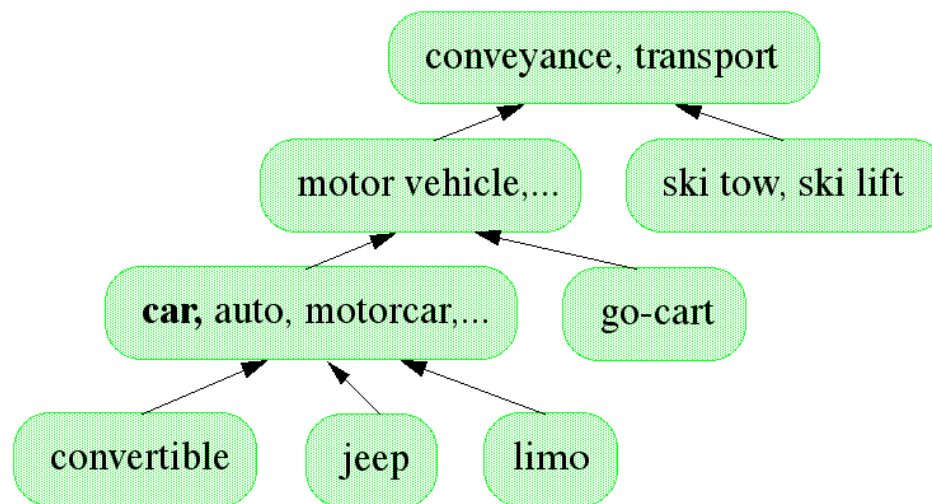 conveyance, transport
motor vehicle,...
ski tow, ski lift
car, auto, motorcar,...
go-cart
convertible
jeep
limo